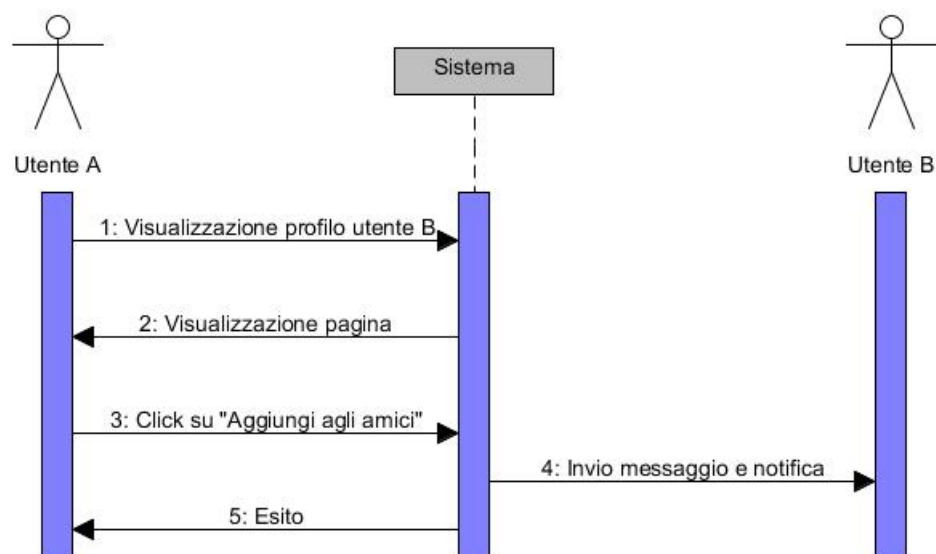 Sistema
Utente A
Utente B
1: Visualizzazione profilo utente B
2: Visualizzazione pagina
3: Click su "Aggiungi agli amici"
4: Invio messaggio e notifica
5: Esito